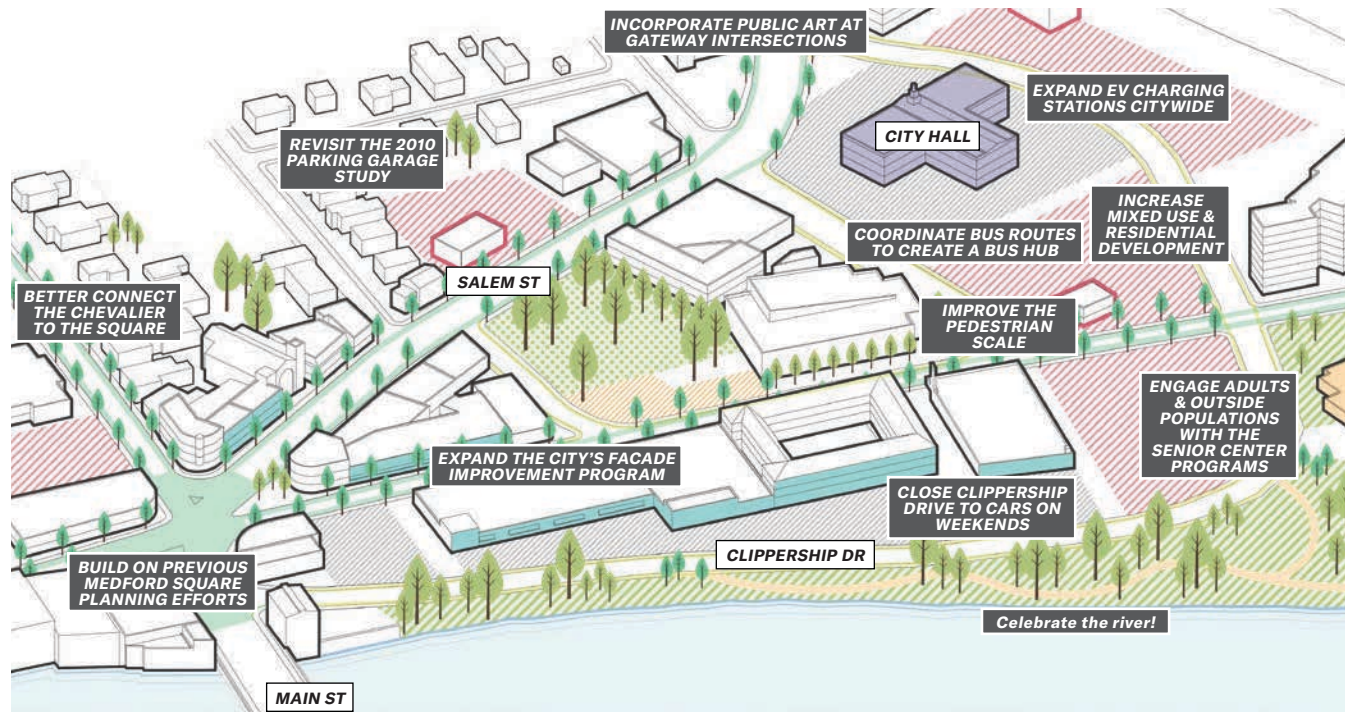 INCORPORATE PUBLIC ART AT
GATEWAY INTERSECTIONS
EXPAND EV CHARGING
STATIONS CITYWIDE
CITY HALL
REVISIT THE 2010
PARKING GARAGE
STUDY
INCREASE
MIXED USE &
RESIDENTIAL
DEVELOPMENT
COORDINATE BUS ROUTES
TO CREATE A BUS HUB
SALEM ST
BETTER CONNECT
THE CHEVALIER
TO THE SQUARE
IMPROVE THE
PEDESTRIAN
SCALE
ENGAGE ADULTS
& OUTSIDE
POPULATIONS
WITH THE
SENIOR CENTER
PROGRAMS
EXPAND THE CITY'S FACADE
IMPROVEMENT PROGRAM
CLOSE CLIPPERSHIP
DRIVE TO CARS ON
WEEKENDS
CLIPPERSHIP DR
BUILD ON PREVIOUS
MEDFORD SQUARE
PLANNING EFFORTS
Celebrate the river!
MAIN ST